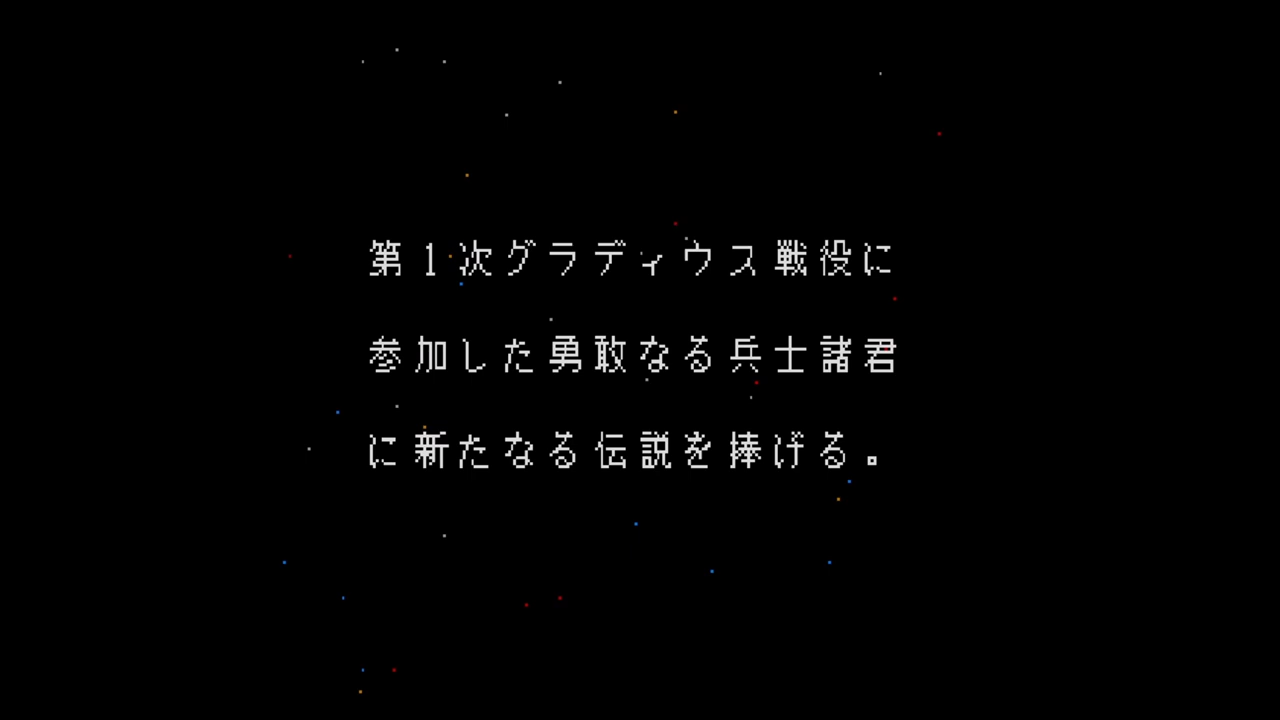 第１次グラディウス戦役に
参加した勇敢なる兵士諸君
に新たなる伝説を捧げる。